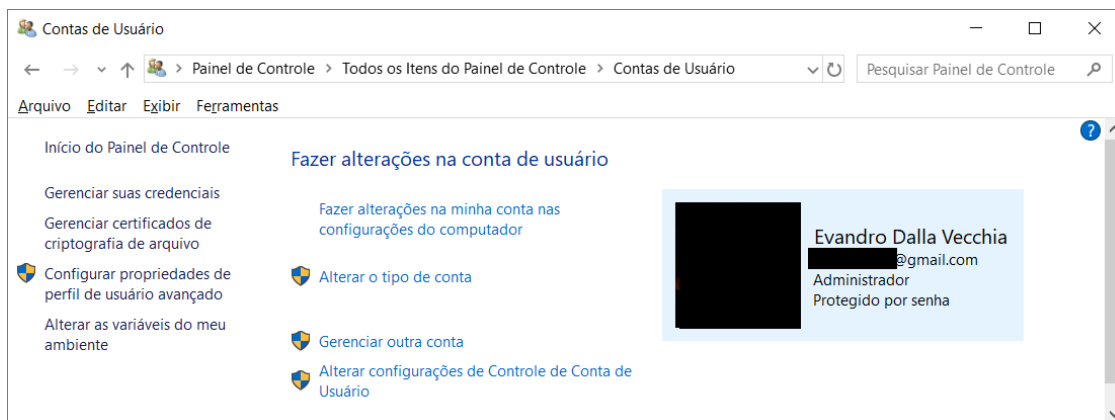 Contas de Usuário
Painel de Controle > Todos os Itens do Painel de Controle > Contas de Usuário
Pesquisar Painel de Controle
Arquivo Editar Exibir Ferramentas
Início do Painel de Controle
Gerenciar suas credenciais
Gerenciar certificados de
criptografia de arquivo
Configurar propriedades de
perfil de usuário avançado
Alterar as variáveis do meu
ambiente
Fazer alterações na conta de usuário
Fazer alterações na minha conta nas
configurações do computador
Alterar o tipo de conta
Gerenciar outra conta
Alterar configurações de Controle de Conta de
Usuário
Evandro Dalla Vecchia
@gmail.com
Administrador
Protegido por senha
?